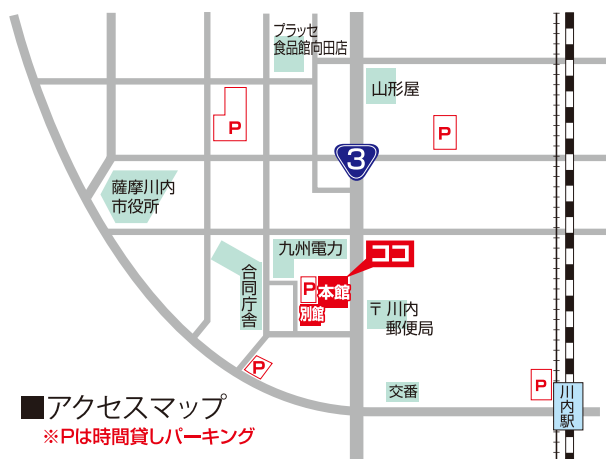 プラッセ
食品館向田店
山形屋
P
P
3
薩摩川内
市役所
九州電力
ココ
合同庁舎
P
本館
別館
〒川内
郵便局
P
交番
P
川内駅
■アクセスマップ
※Pは時間貸しパーキング